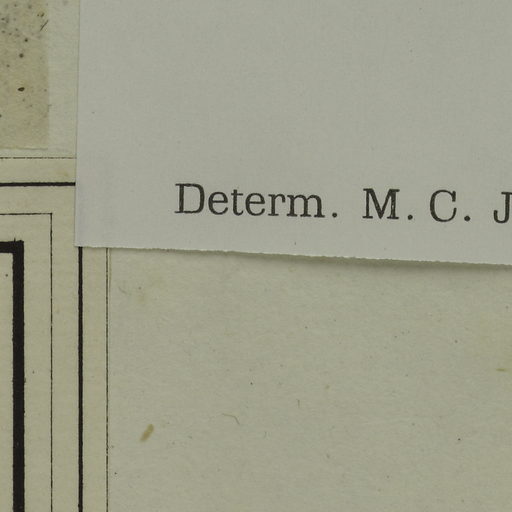 Determ. M. C. J